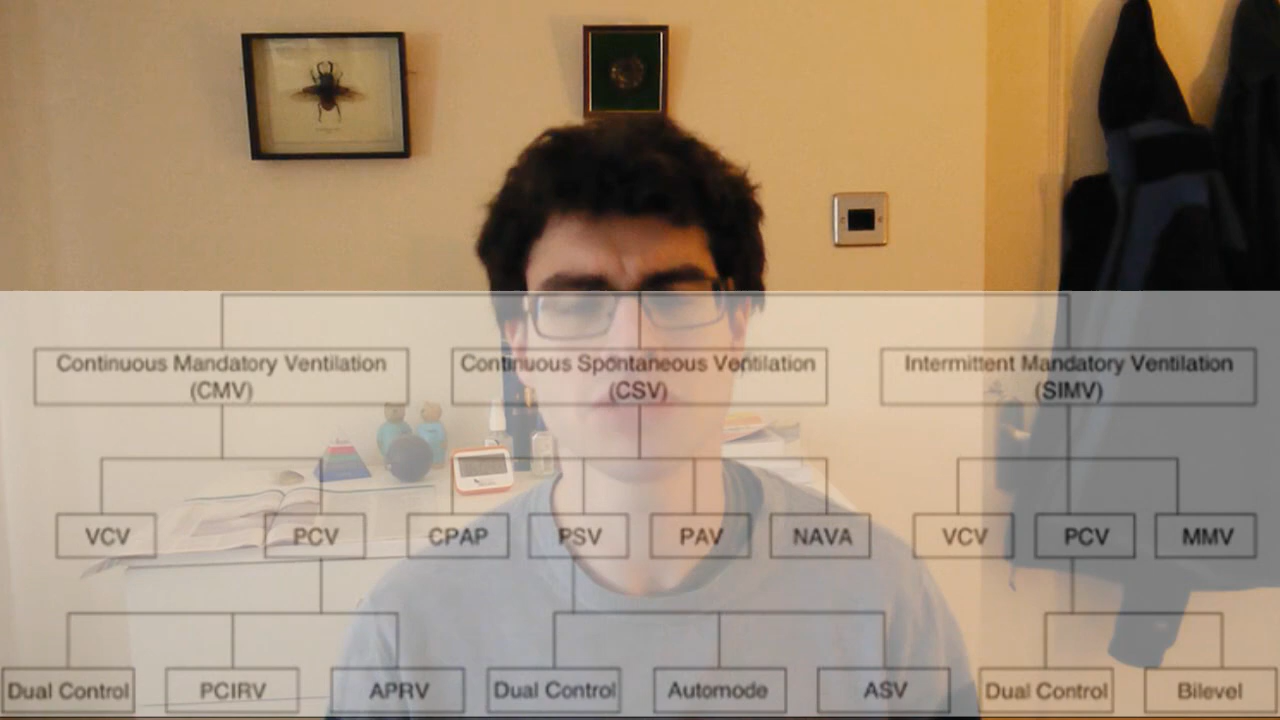 Continuous Mandatory Ventilation
(CMV)
Continuous Spontaneous Ventilation
(CSV)
Intermittent Mandatory Ventilation
(SIMV)
VCV
PCV
CPAP
PSV
PAV
NAVA
VCV
PCV
MMV
Dual Control
PCIRV
APRV
Dual Control
Automode
ASV
Dual Control
Bilevel